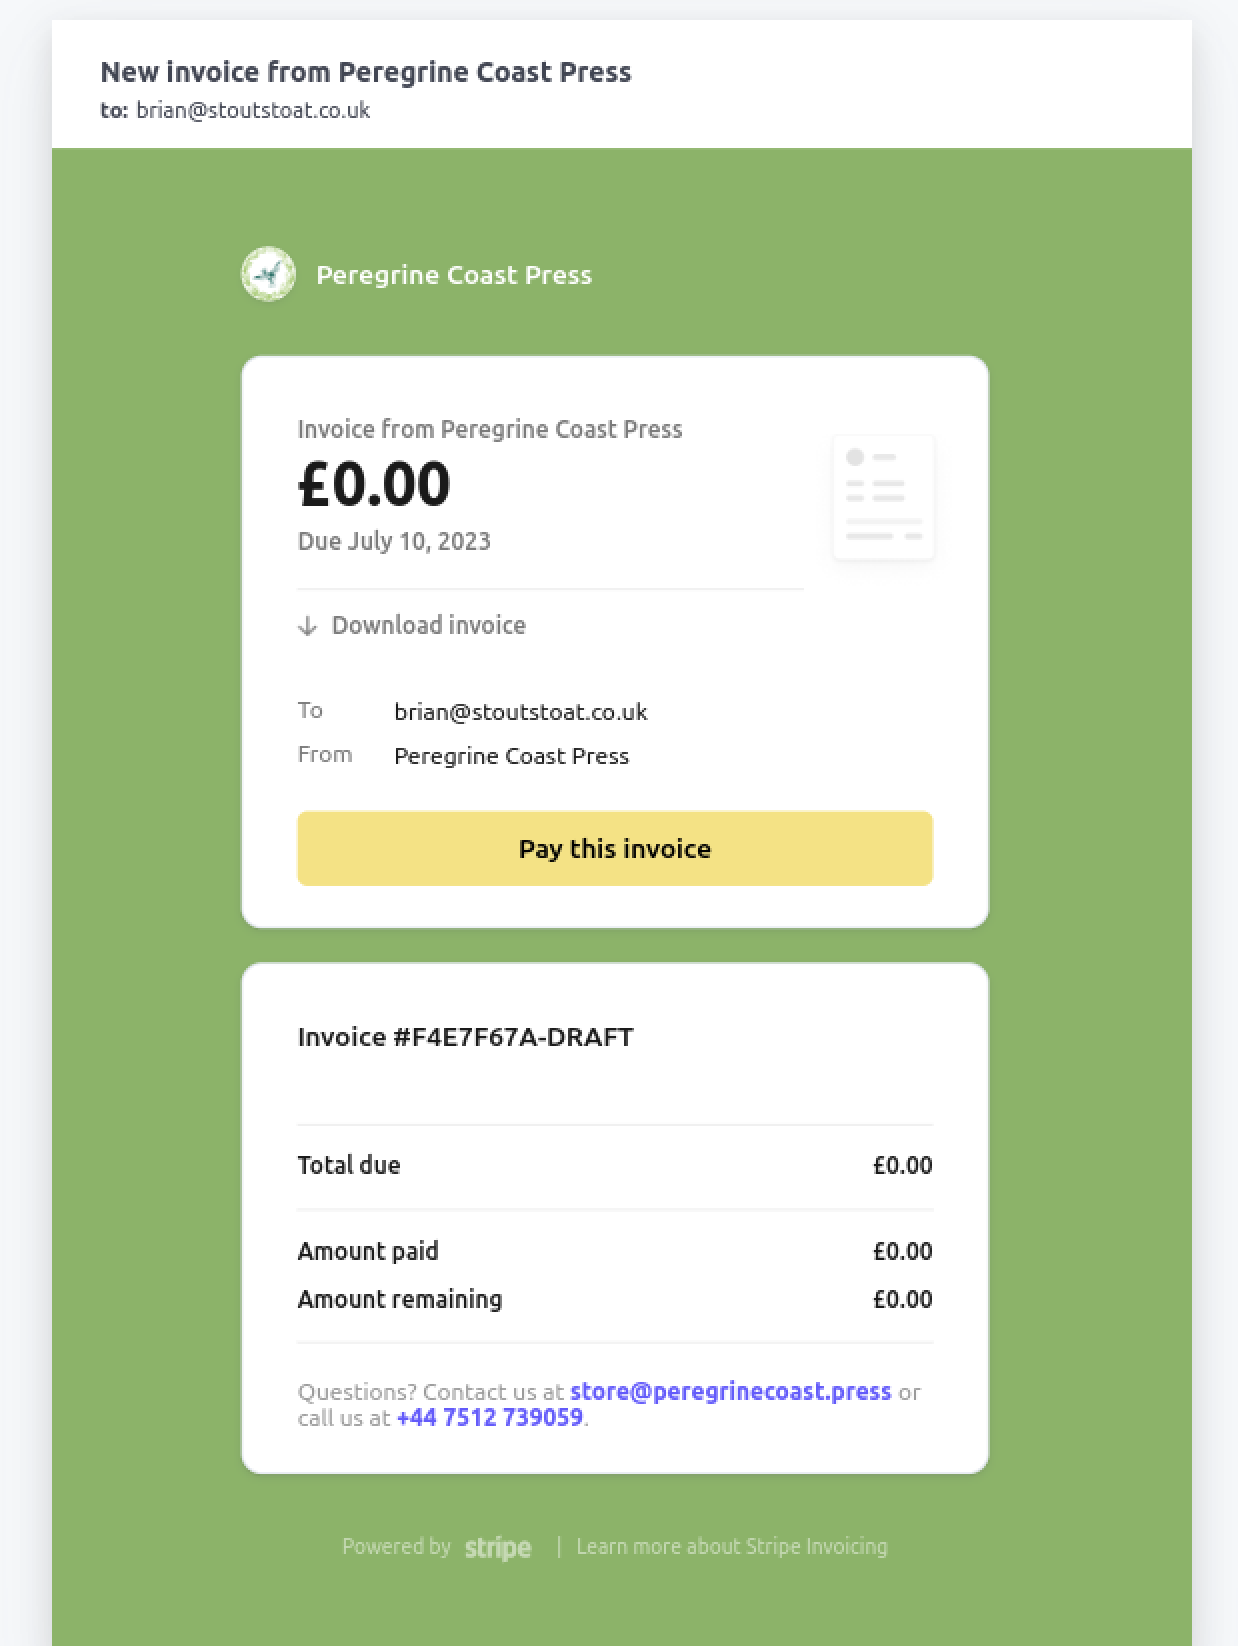 New invoice from Peregrine Coast Press
to: brian@stoutstoat.co.uk
Peregrine Coast Press
Invoice from Peregrine Coast Press
£0.00
Due July 10, 2023
↓ Download invoice
To brian@stoutstoat.co.uk
From Peregrine Coast Press
Pay this invoice
Invoice #F4E7F67A-DRAFT
Total due £0.00
Amount paid £0.00
Amount remaining £0.00
Questions? Contact us at store@peregrinecoast.press or
call us at +44 7512 739059.
Powered by stripe | Learn more about Stripe Invoicing